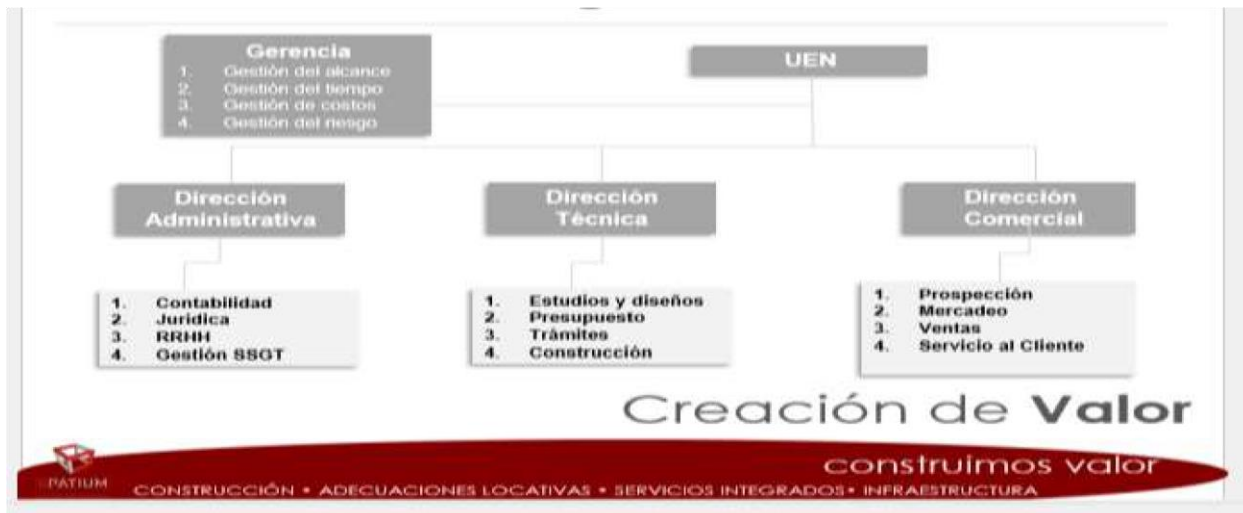 Gerencia
1. Gestión del alcance
2. Gestión del tiempo
3. Gestión de costos
4. Gestión del riesgo
UEN
Dirección
Administrativa
Dirección
Técnica
Dirección
Comercial
1. Contabilidad
2. Juridica
3. RRHH
4. Gestión SSGT
1. Estudios y diseños
2. Presupuesto
3. Trámites
4. Construcción
1. Prospección
2. Mercadeo
3. Ventas
4. Servicio al Cliente
Creación de Valor
construimos valor
PATIUM
CONSTRUCCIÓN • ADECUACIONES LOCATIVAS • SERVICIOS INTEGRADOS • INFRAESTRUCTURA